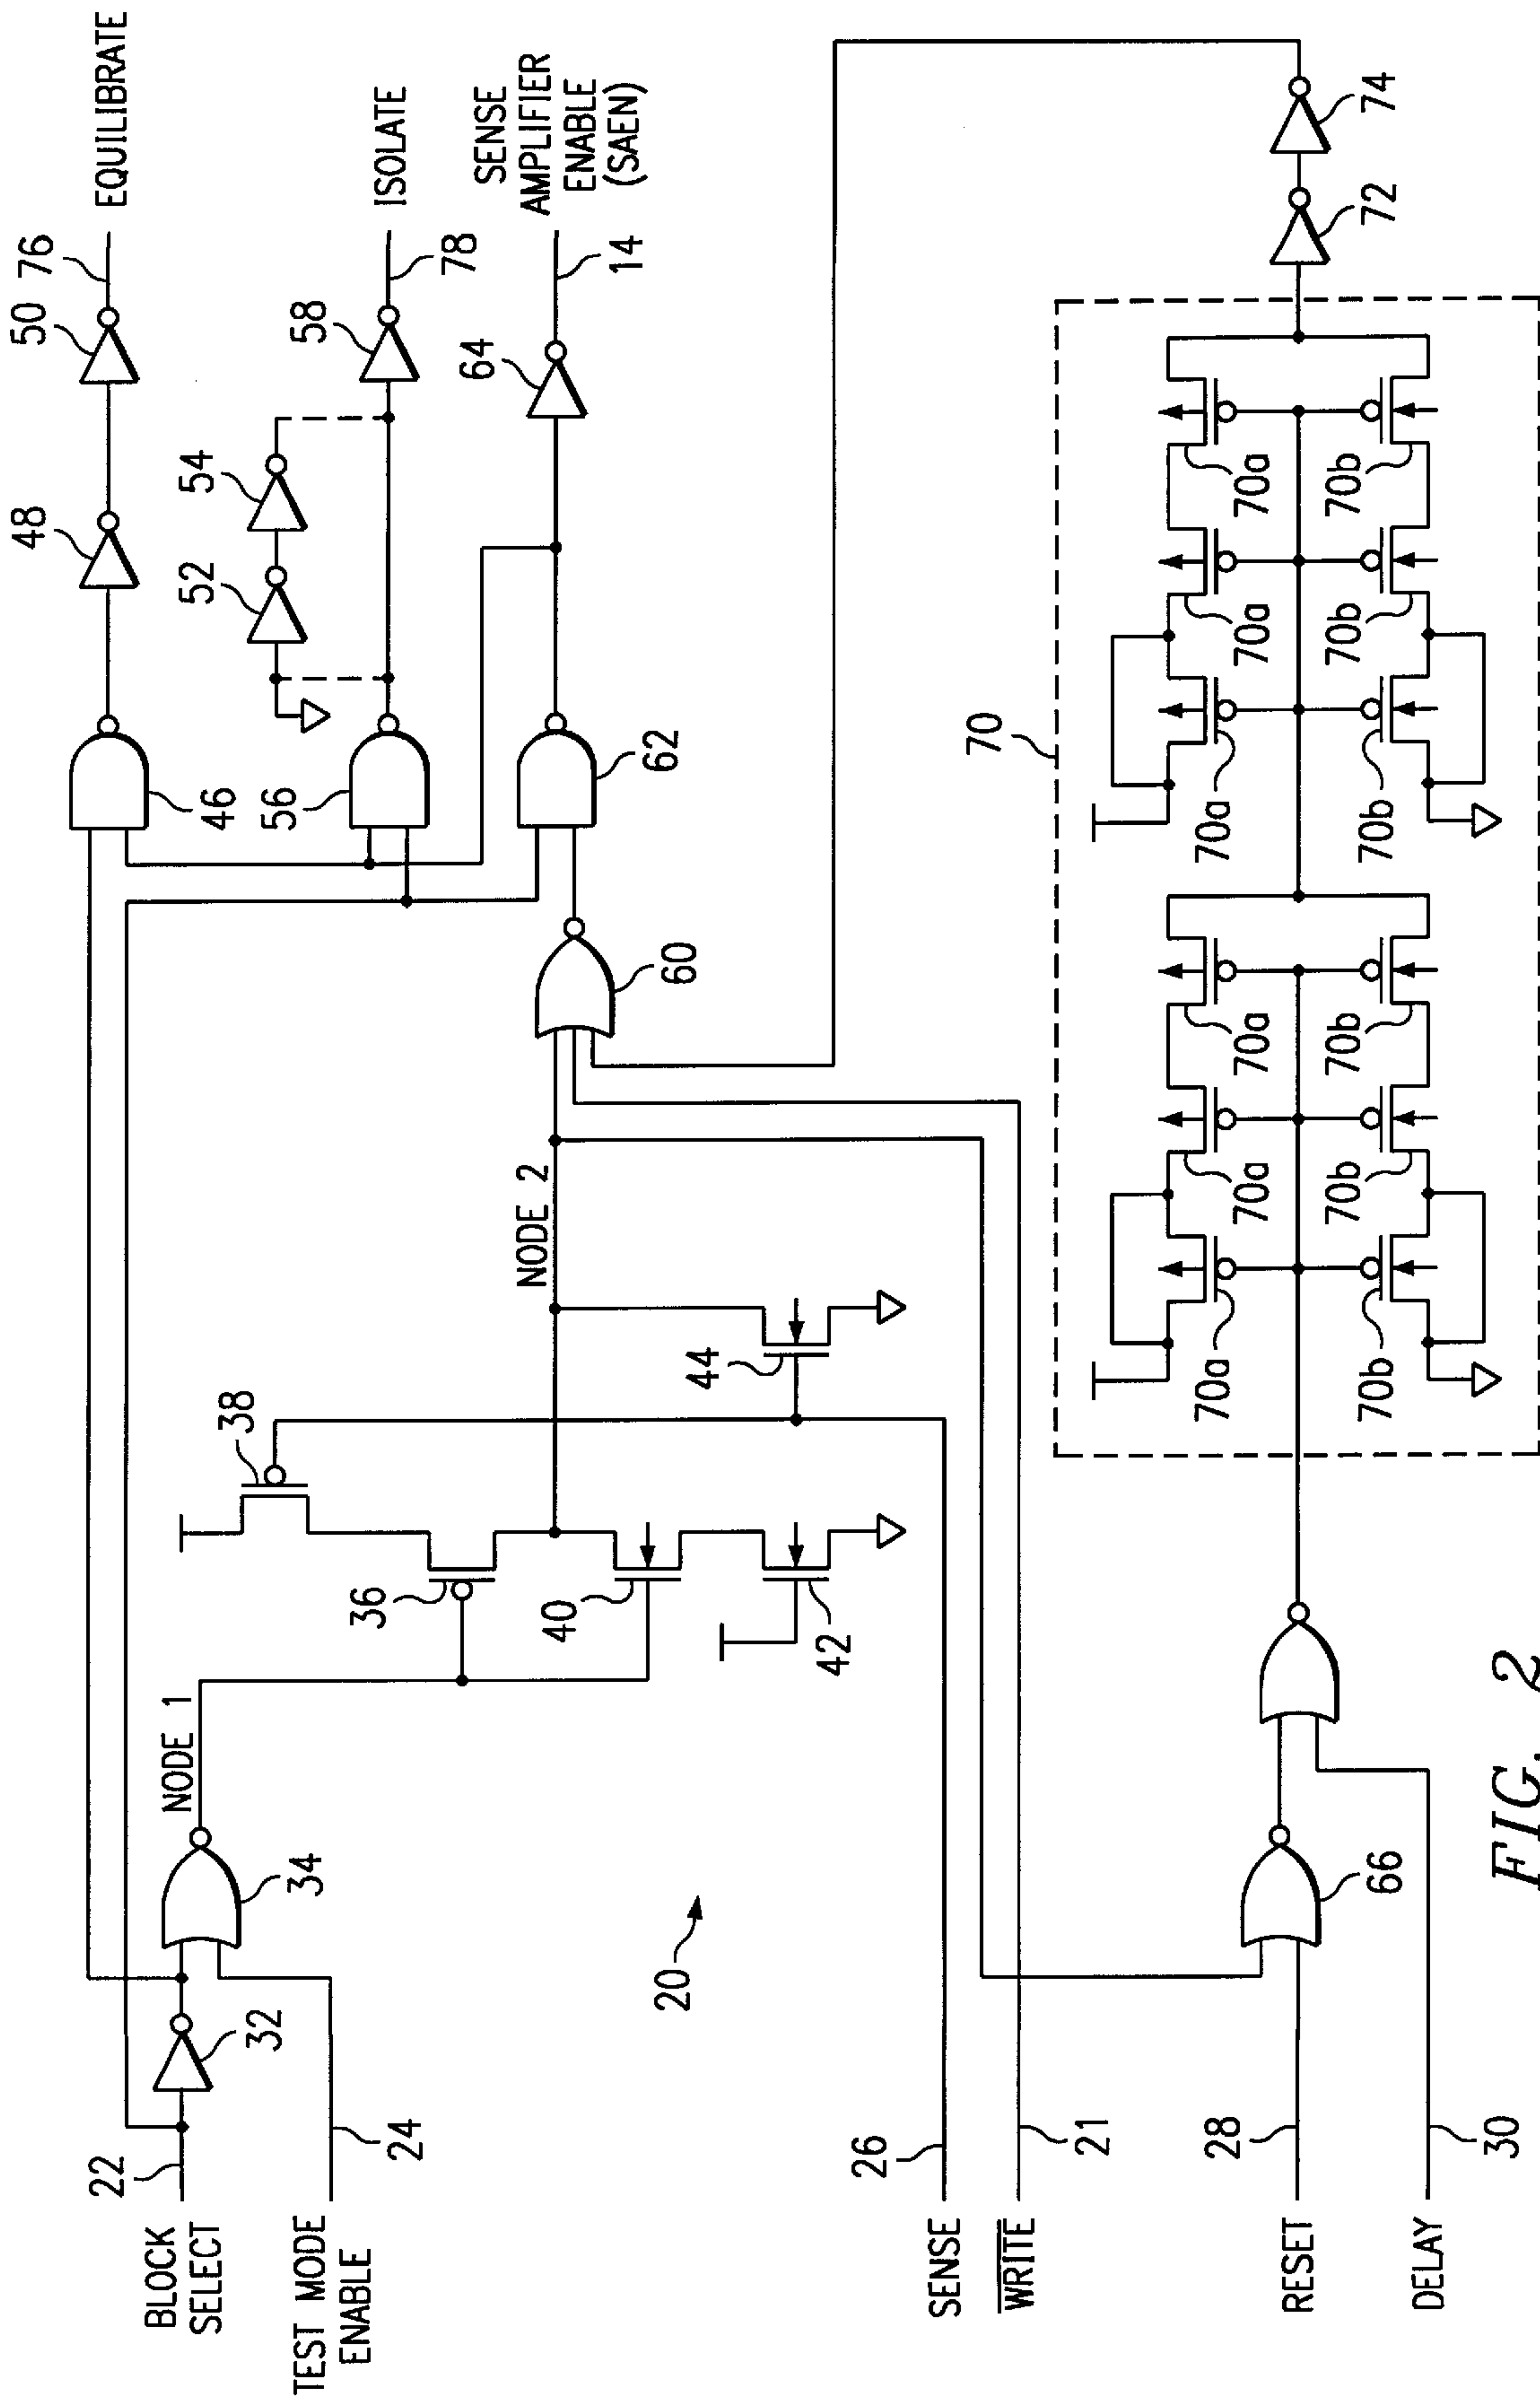 BLOCK
SELECT
22
TEST MODE
ENABLE
24
32
34
NODE 1
36
38
40
42
44
NODE 2
20
SENSE
26
WRITE
21
RESET
28
DELAY
30
66
60
46
56
62
48
50
52
54
58
64
76
EQUILIBRATE
78
ISOLATE
14
SENSE
AMPLIFIER
ENABLE
(SAEN)
70
70a
70a
70a
70a
70a
70a
70b
70b
70b
70b
70b
70b
72
74
FIG. 2